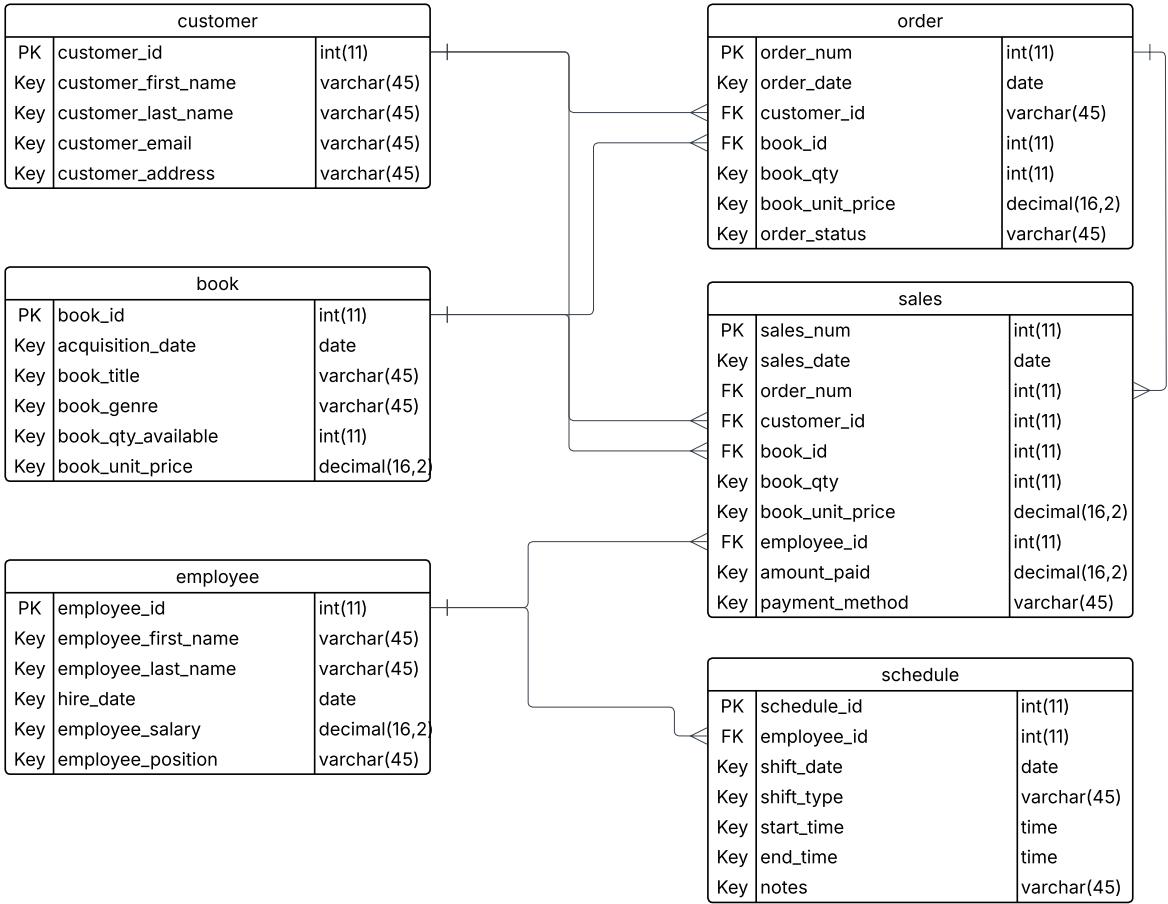 customer
PK customer_id int(11)
Key customer_first_name varchar(45)
Key customer_last_name varchar(45)
Key customer_email varchar(45)
Key customer_address varchar(45)
book
PK book_id int(11)
Key acquisition_date date
Key book_title varchar(45)
Key book_genre varchar(45)
Key book_qty_available int(11)
Key book_unit_price decimal(16,2)
employee
PK employee_id int(11)
Key employee_first_name varchar(45)
Key employee_last_name varchar(45)
Key hire_date date
Key employee_salary decimal(16,2)
Key employee_position varchar(45)
order
PK order_num int(11)
Key order_date date
FK customer_id varchar(45)
FK book_id int(11)
Key book_qty int(11)
Key book_unit_price decimal(16,2)
Key order_status varchar(45)
sales
PK sales_num int(11)
Key sales_date date
FK order_num int(11)
FK customer_id int(11)
FK book_id int(11)
Key book_qty int(11)
Key book_unit_price decimal(16,2)
FK employee_id int(11)
Key amount_paid decimal(16,2)
Key payment_method varchar(45)
schedule
PK schedule_id int(11)
FK employee_id int(11)
Key shift_date date
Key shift_type varchar(45)
Key start_time time
Key end_time time
Key notes varchar(45)